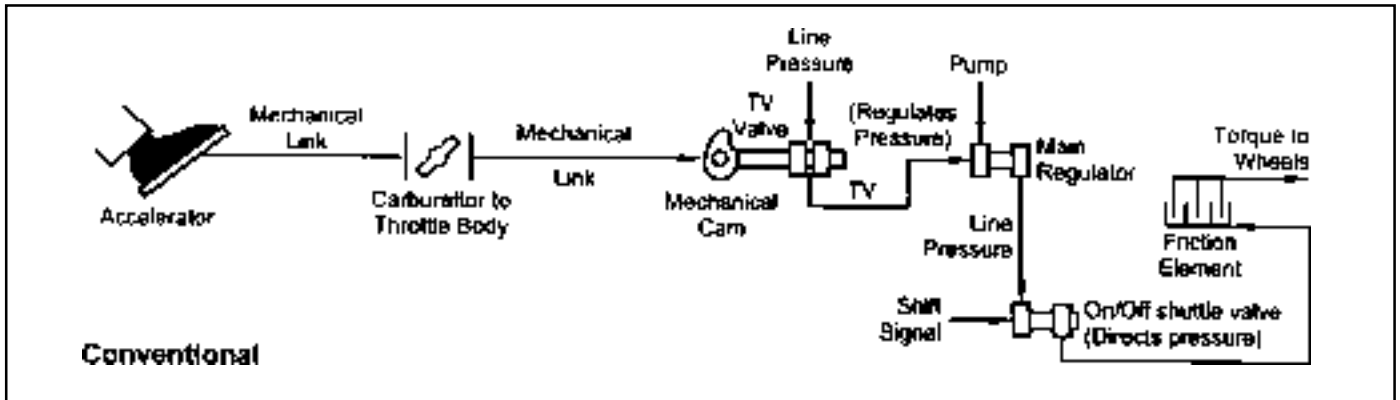 Mechanical
Link
Accelerator
Carburettor to
Throttle Body
Mechanical
Link
TV
Valve
Mechanical
Cam
Line
Pressure
TV
(Regulates
Pressure)
Pump
Main
Regulator
Line
Pressure
Shift
Signal
On/Off shuttle valve
(Directs pressure)
Torque to
Wheels
Friction
Element
Conventional